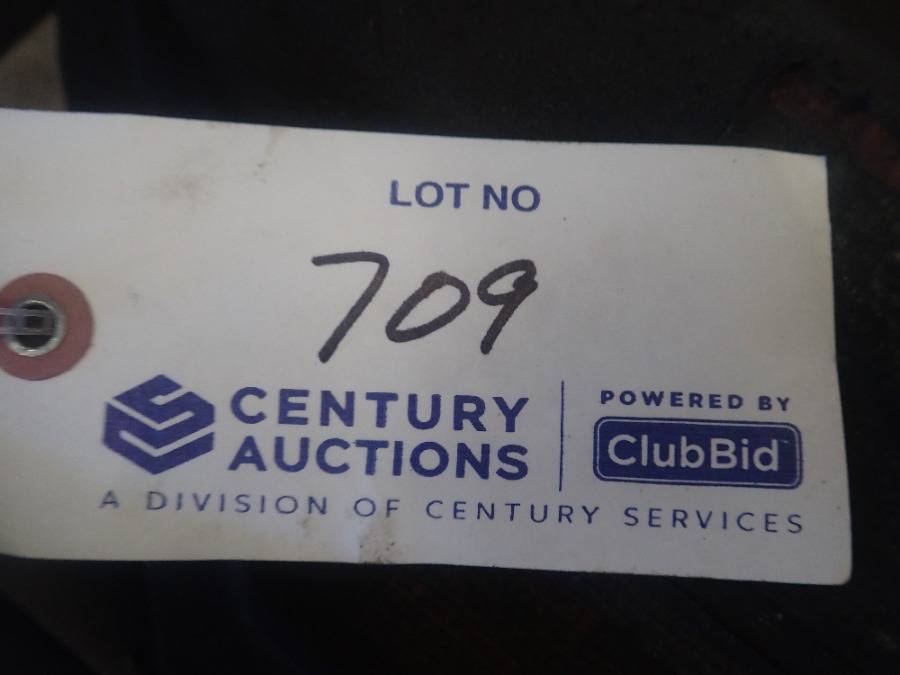 LOT NO
709
CENTURY
AUCTIONS
A DIVISION OF CENTURY SERVICES
POWERED BY
ClubBid